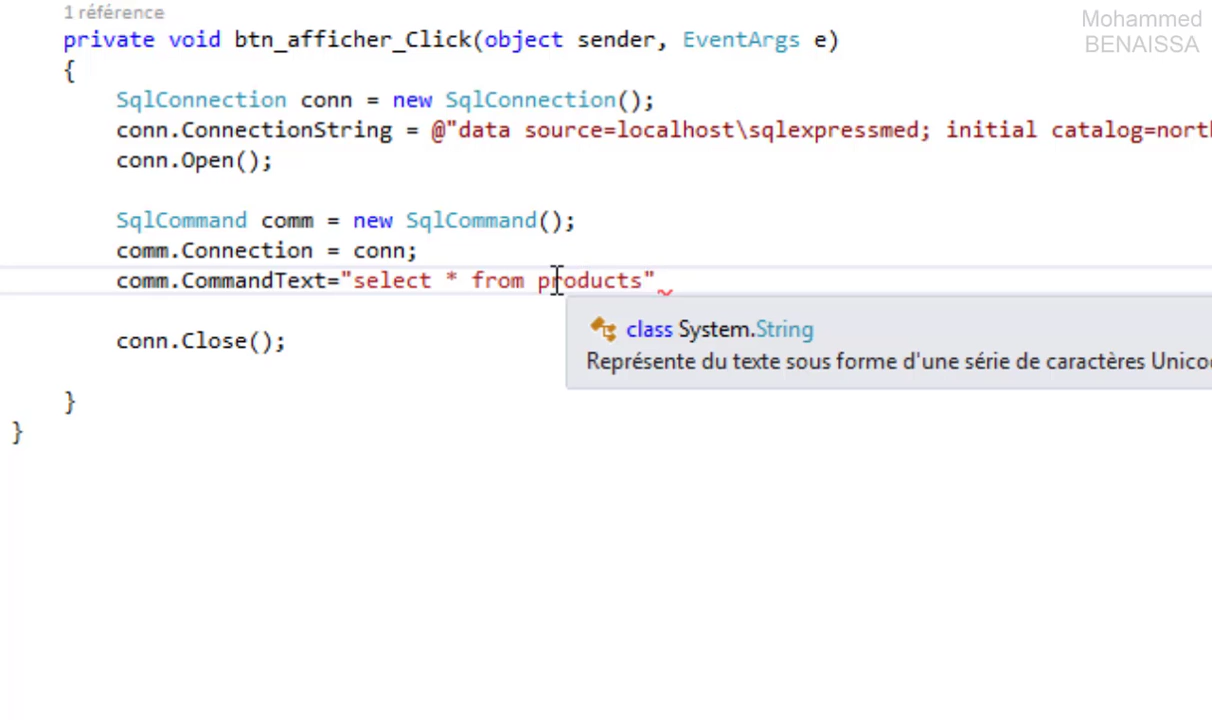 1 référence
Mohammed
BENAISSA
private void btn_afficher_Click(object sender, EventArgs e)
{
SqlConnection conn = new SqlConnection();
conn.ConnectionString = @"data source=localhost\sqlexpressmed; initial catalog=north
conn.Open();
SqlCommand comm = new SqlCommand();
comm.Connection = conn;
comm.CommandText="select * from products"
class System.String
Représente du texte sous forme d'une série de caractères Unico
conn.Close();
}
}